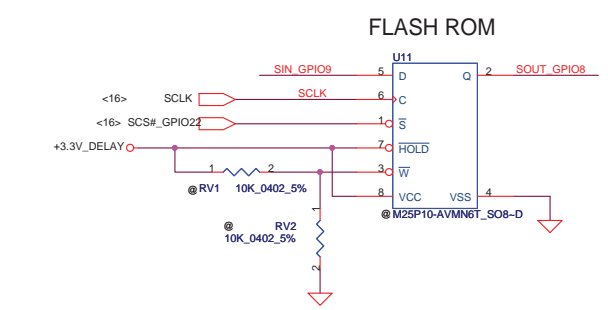 FLASH ROM
U11
SIN_GPIO9 5 D Q 2 SOUT_GPIO8
<16> SCLK SCLK 6 C
<16> SCS#_GPIO22 1 S
+3.3V_DELAY 7 HOLD
1 2 3 W
@ RV1 10K_0402_5% 8 VCC VSS 4
@ M25P10-AVMN6T_SO8~D
1
@ RV2
10K_0402_5%
2